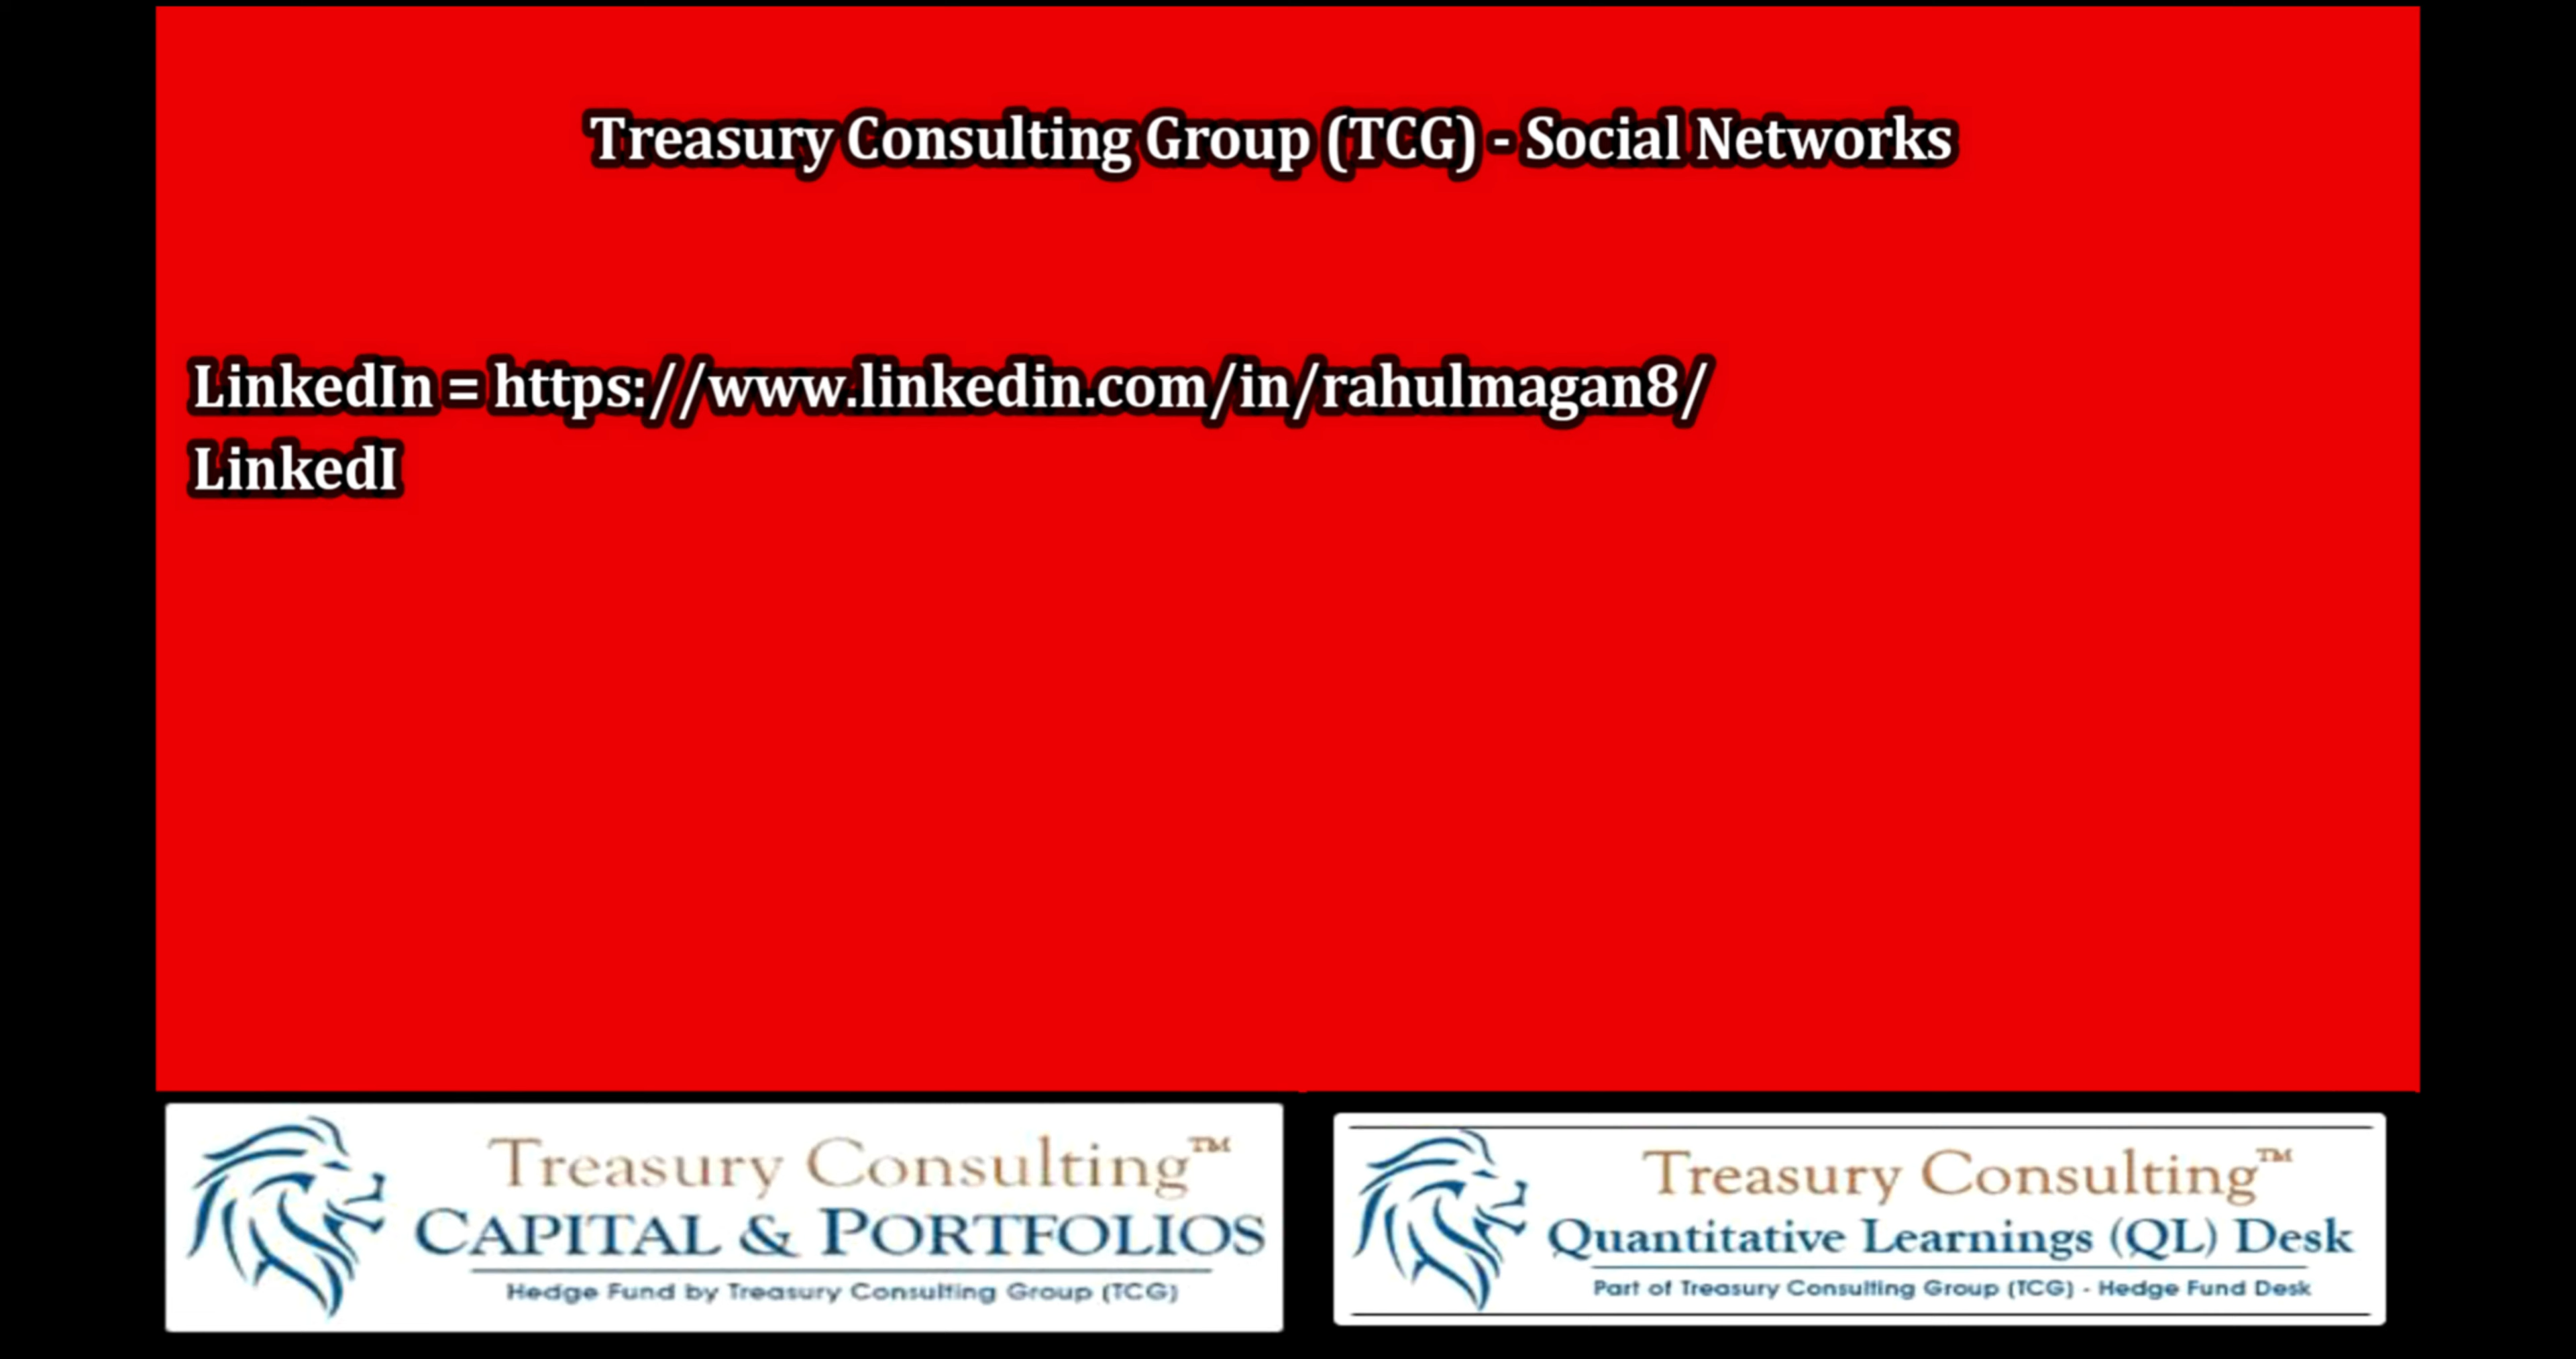 Treasury Consulting Group (TCG) - Social Networks
LinkedIn = https://www.linkedin.com/in/rahulmagan8/
LinkedI
Treasury Consulting™
CAPITAL & PORTFOLIOS
Hedge Fund by Treasury Consulting Group (TCG)
Treasury Consulting™
Quantitative Learnings (QL) Desk
Part of Treasury Consulting Group (TCG) - Hedge Fund Desk